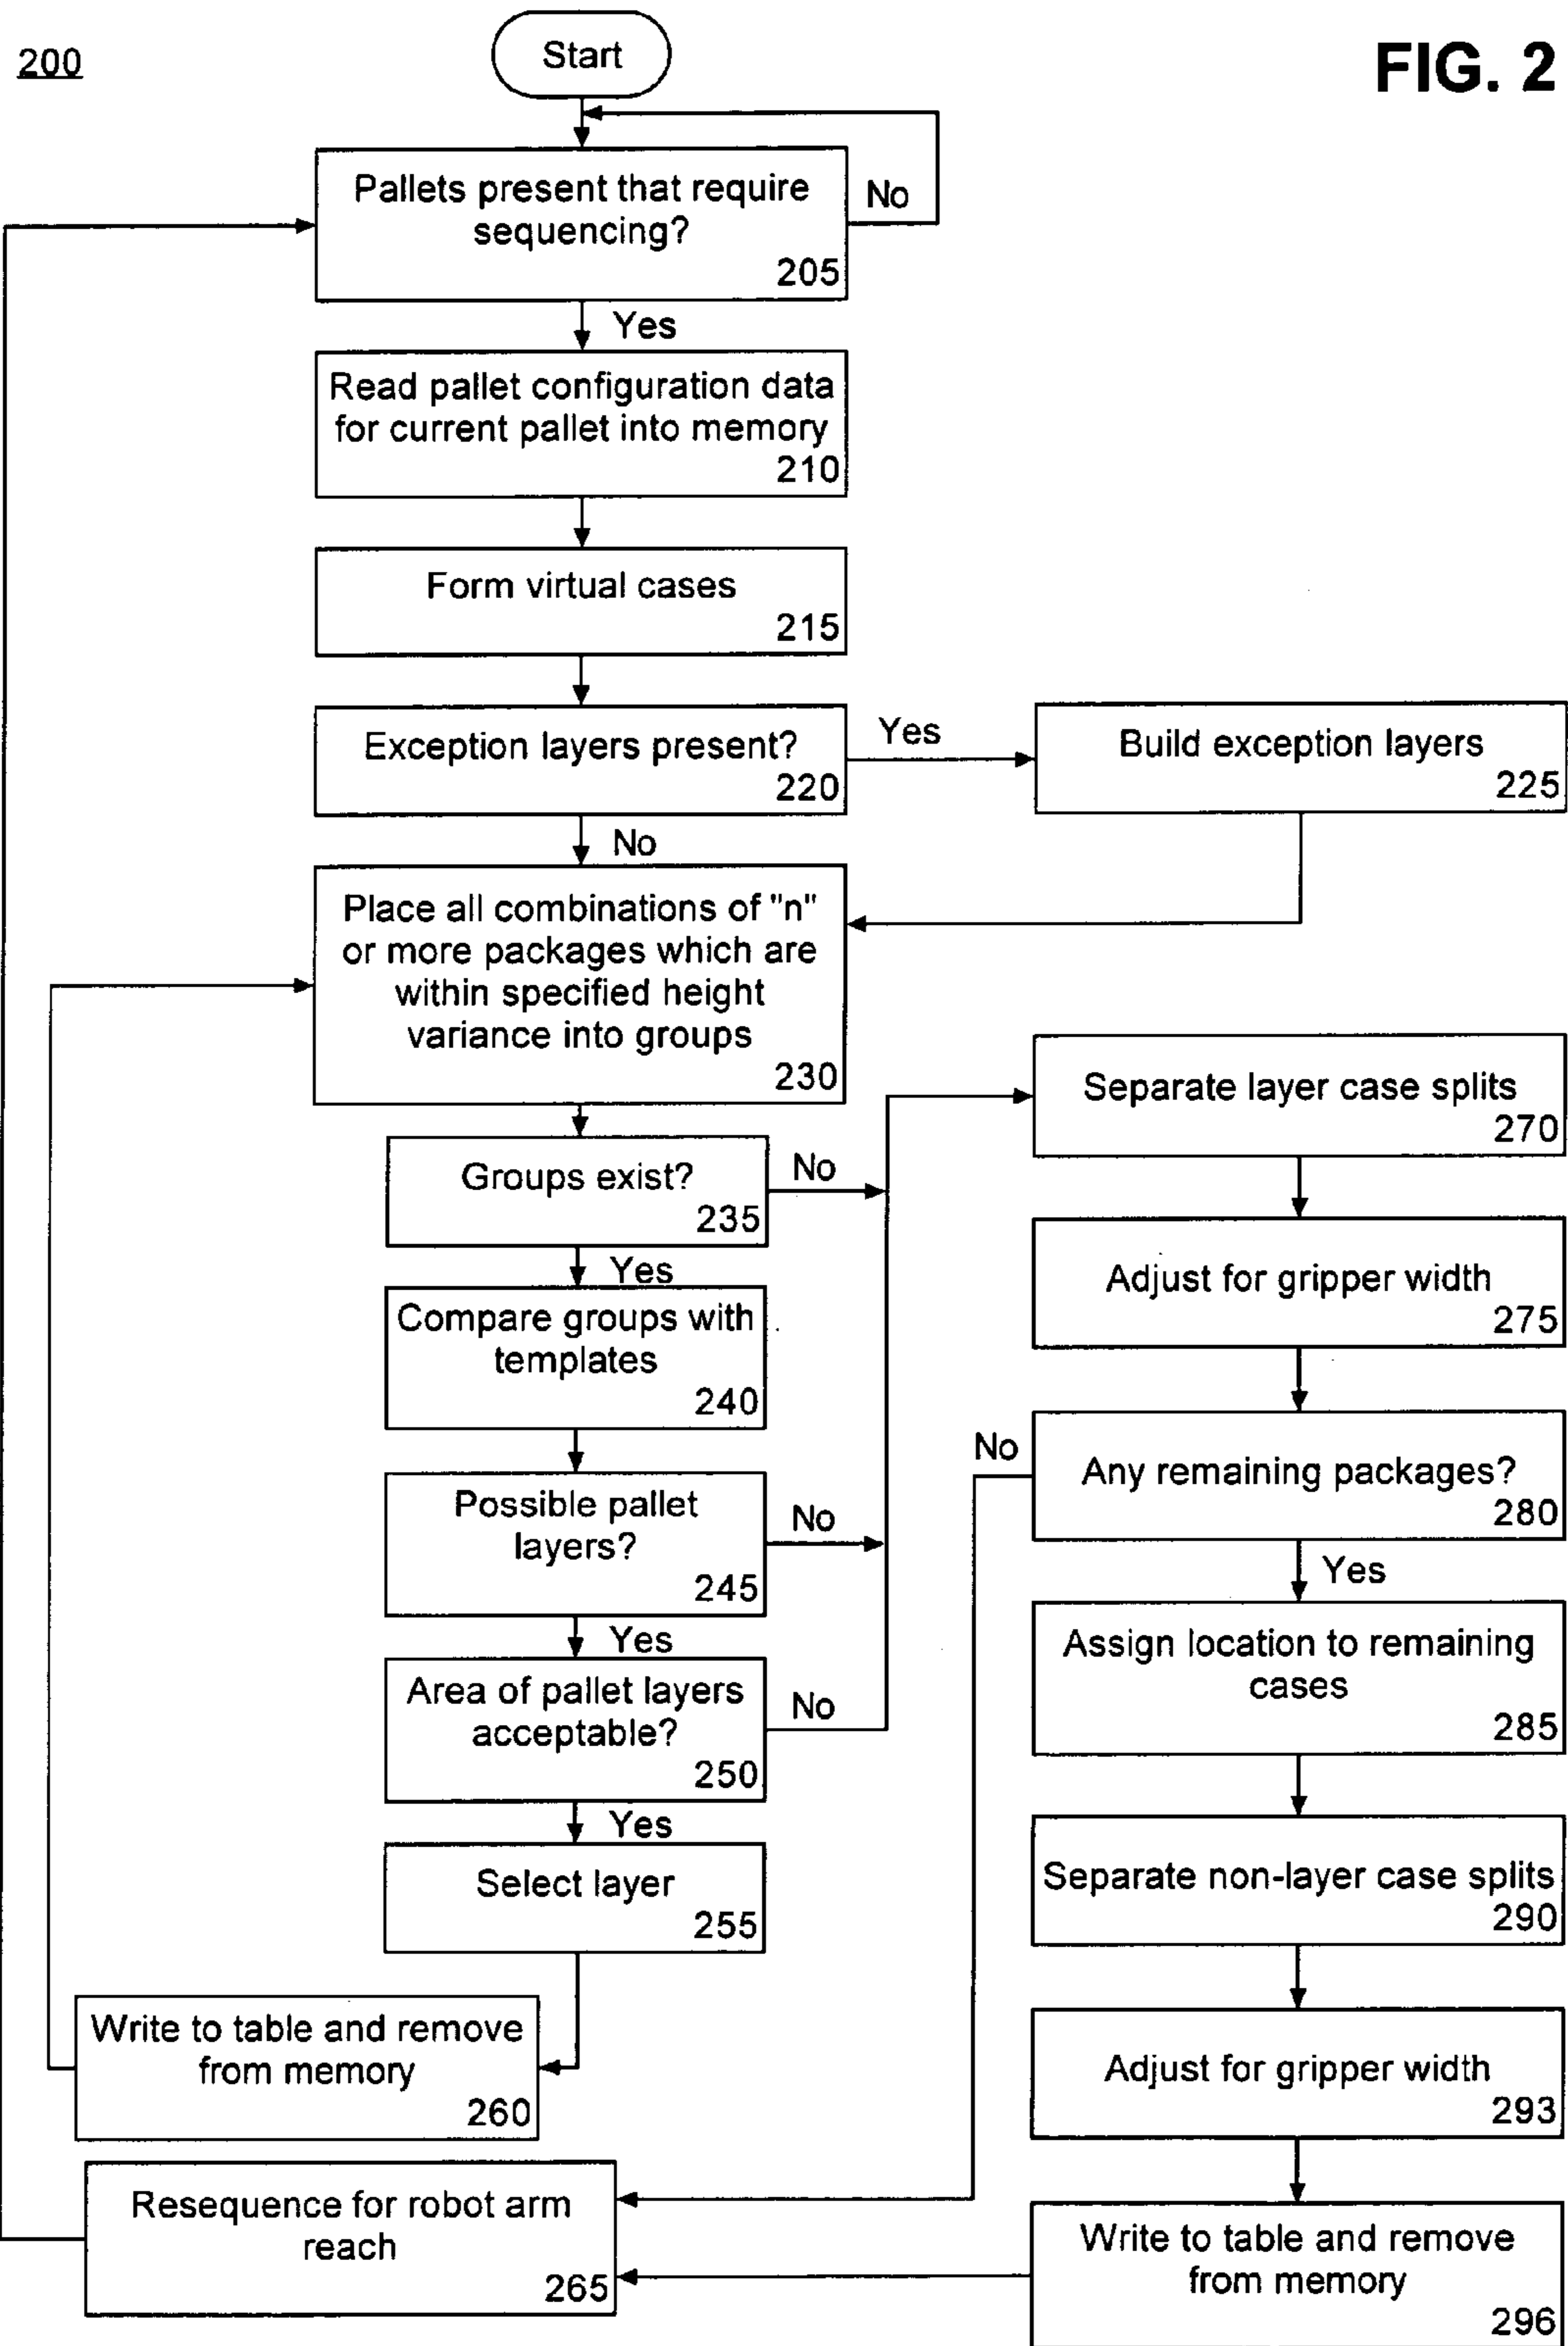 200
FIG. 2
Start
Pallets present that require
sequencing?
205
No
Yes
Read pallet configuration data
for current pallet into memory
210
Form virtual cases
215
Exception layers present?
220
Yes
Build exception layers
225
No
Place all combinations of "n"
or more packages which are
within specified height
variance into groups
230
Groups exist?
235
No
Yes
Compare groups with
templates
240
Possible pallet
layers?
245
No
Yes
Area of pallet layers
acceptable?
250
No
Yes
Select layer
255
Write to table and remove
from memory
260
Resequence for robot arm
reach
265
Separate layer case splits
270
Adjust for gripper width
275
Any remaining packages?
280
No
Yes
Assign location to remaining
cases
285
Separate non-layer case splits
290
Adjust for gripper width
293
Write to table and remove
from memory
296